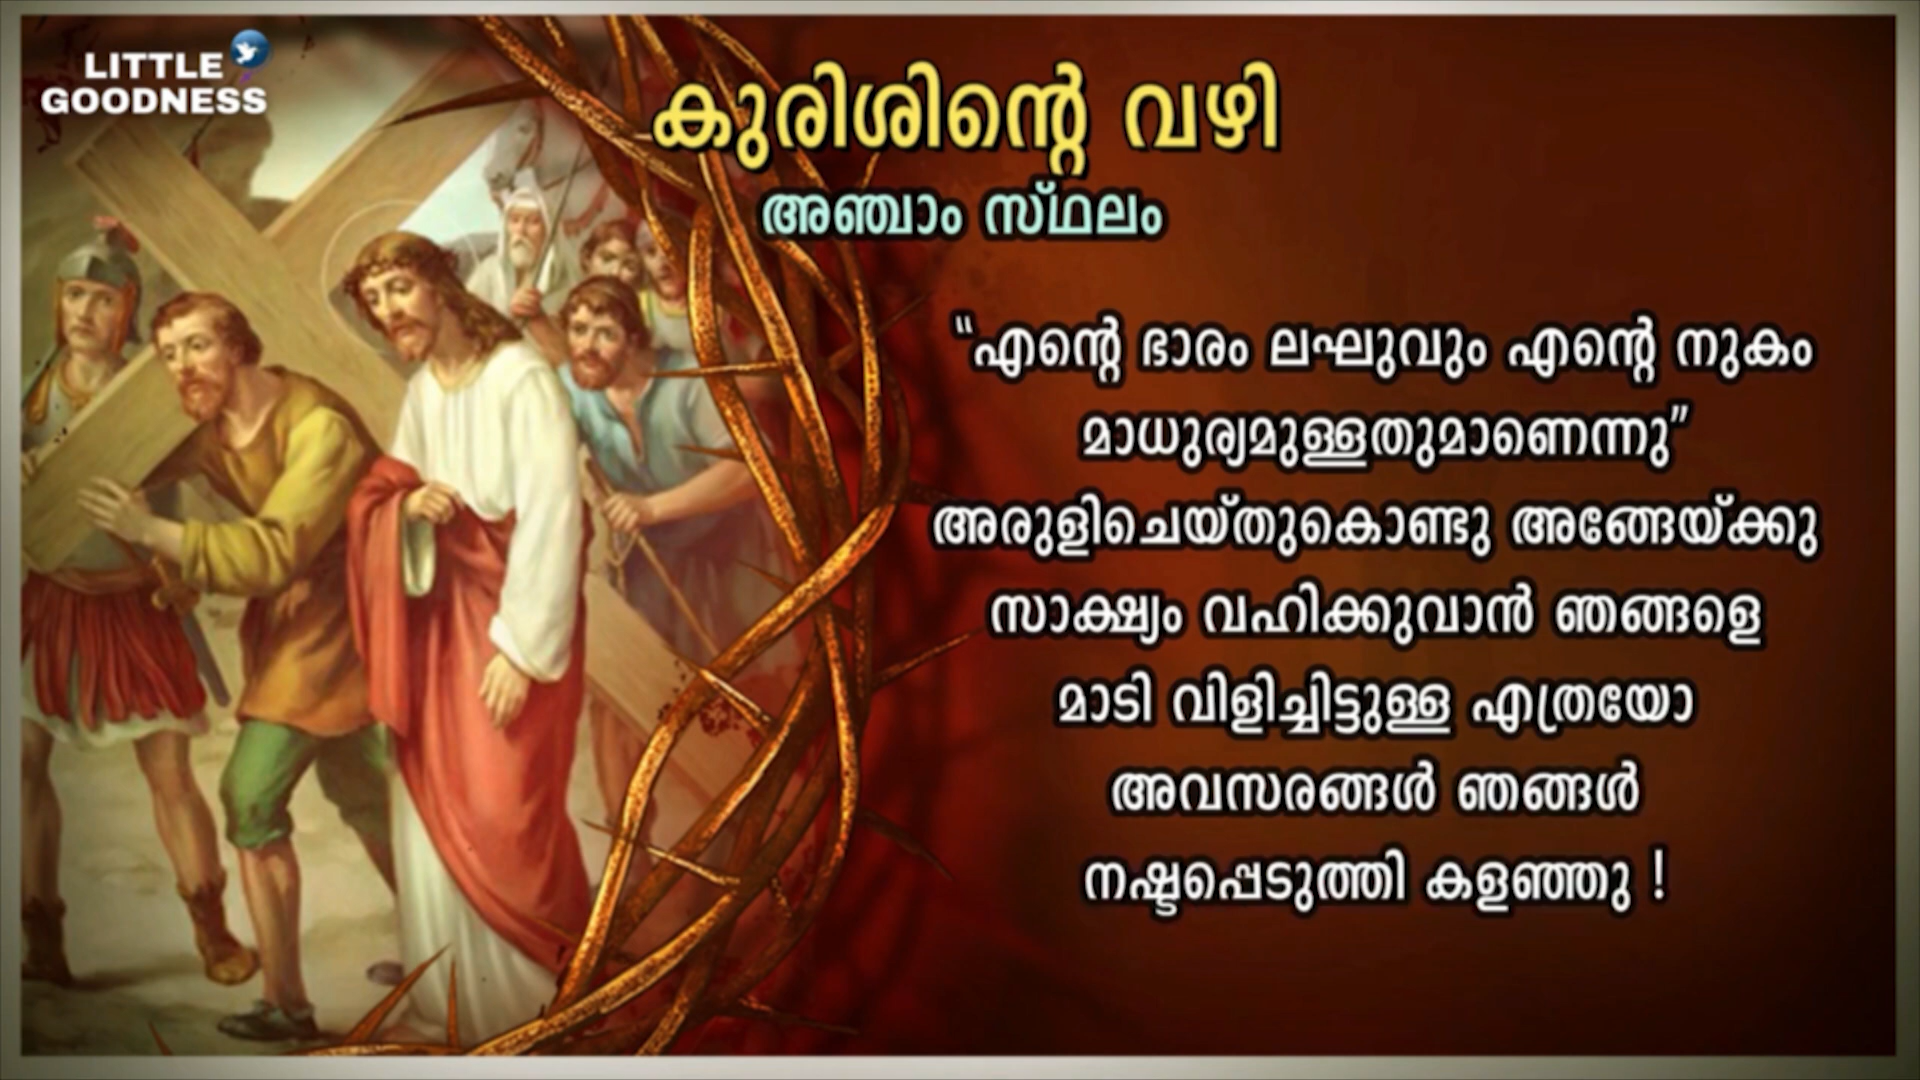 LITTLE
GOODNESS
കുരിശിന്റെ വഴി
അഞ്ചാം സ്ഥലം
“എന്റെ ഭാരം ലഘുവും എന്റെ നുകം
മാധുര്യമുള്ളതുമാണെന്നു”
അരുളിചെയ്തുകൊണ്ടു അങ്ങേയ്ക്കു
സാക്ഷ്യം വഹിക്കുവാൻ ഞങ്ങളെ
മാടി വിളിച്ചിട്ടുള്ള എത്രയോ
അവസരങ്ങൾ ഞങ്ങൾ
നഷ്ടപ്പെടുത്തി കളഞ്ഞു !